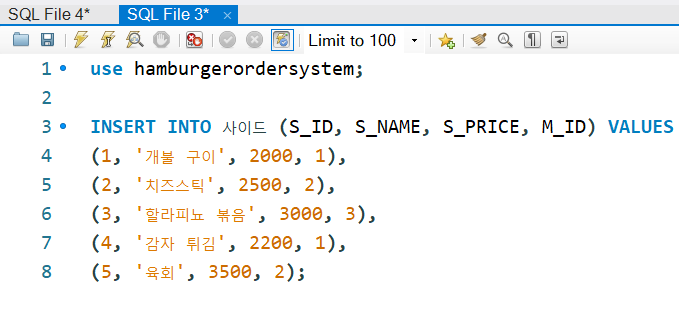 SQL File 4* SQL File 3* ×
Limit to 100
1 use hamburgerordersystem;
2
3 INSERT INTO 사이드 (S_ID, S_NAME, S_PRICE, M_ID) VALUES
4 (1, '개불 구이', 2000, 1),
5 (2, '치즈스틱', 2500, 2),
6 (3, '할라피뇨 볶음', 3000, 3),
7 (4, '감자 튀김', 2200, 1),
8 (5, '육회', 3500, 2);